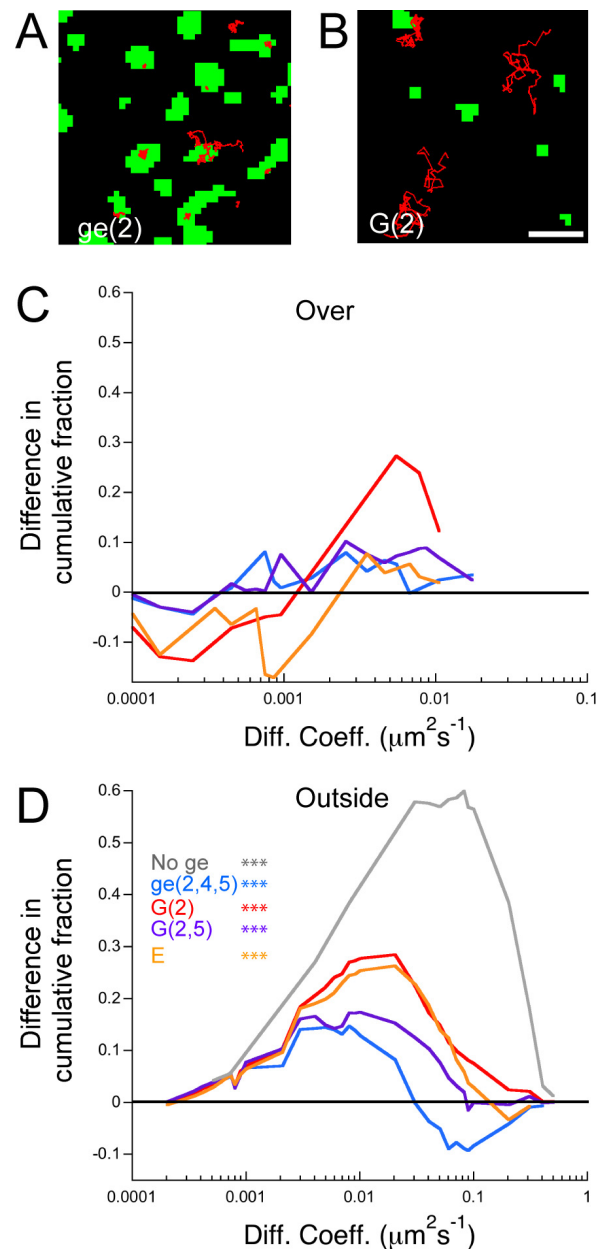 A
B
ge(2)
G(2)
C
Over
0.6
0.5
0.4
0.3
0.2
0.1
0
-0.1
Difference in
cumulative fraction
0.0001
0.001
0.01
0.1
Diff. Coeff. (μm²s⁻¹)
D
Outside
0.6
0.5
0.4
0.3
0.2
0.1
0
-0.1
Difference in
cumulative fraction
No ge ***
ge(2,4,5) ***
G(2) ***
G(2,5) ***
E ***
0.0001
0.001
0.01
0.1
1
Diff. Coeff. (μm²s⁻¹)